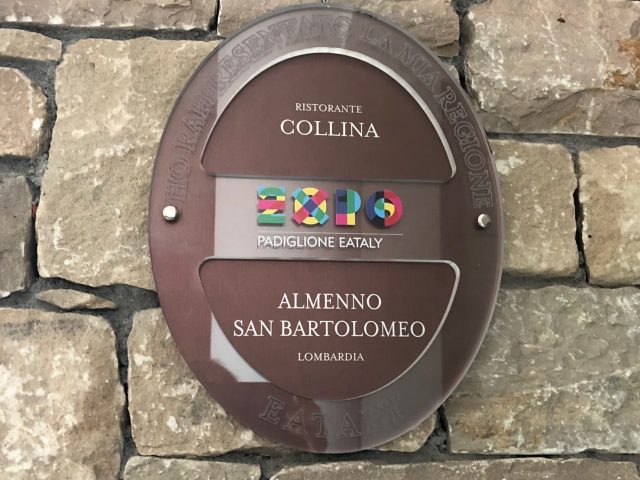 HO RAPPRESENTATO LA MIA REGIONE
RISTORANTE
COLLINA
EXPO
PADIGLIONE EATALY
ALMENNO
SAN BARTOLOMEO
LOMBARDIA
EATALY